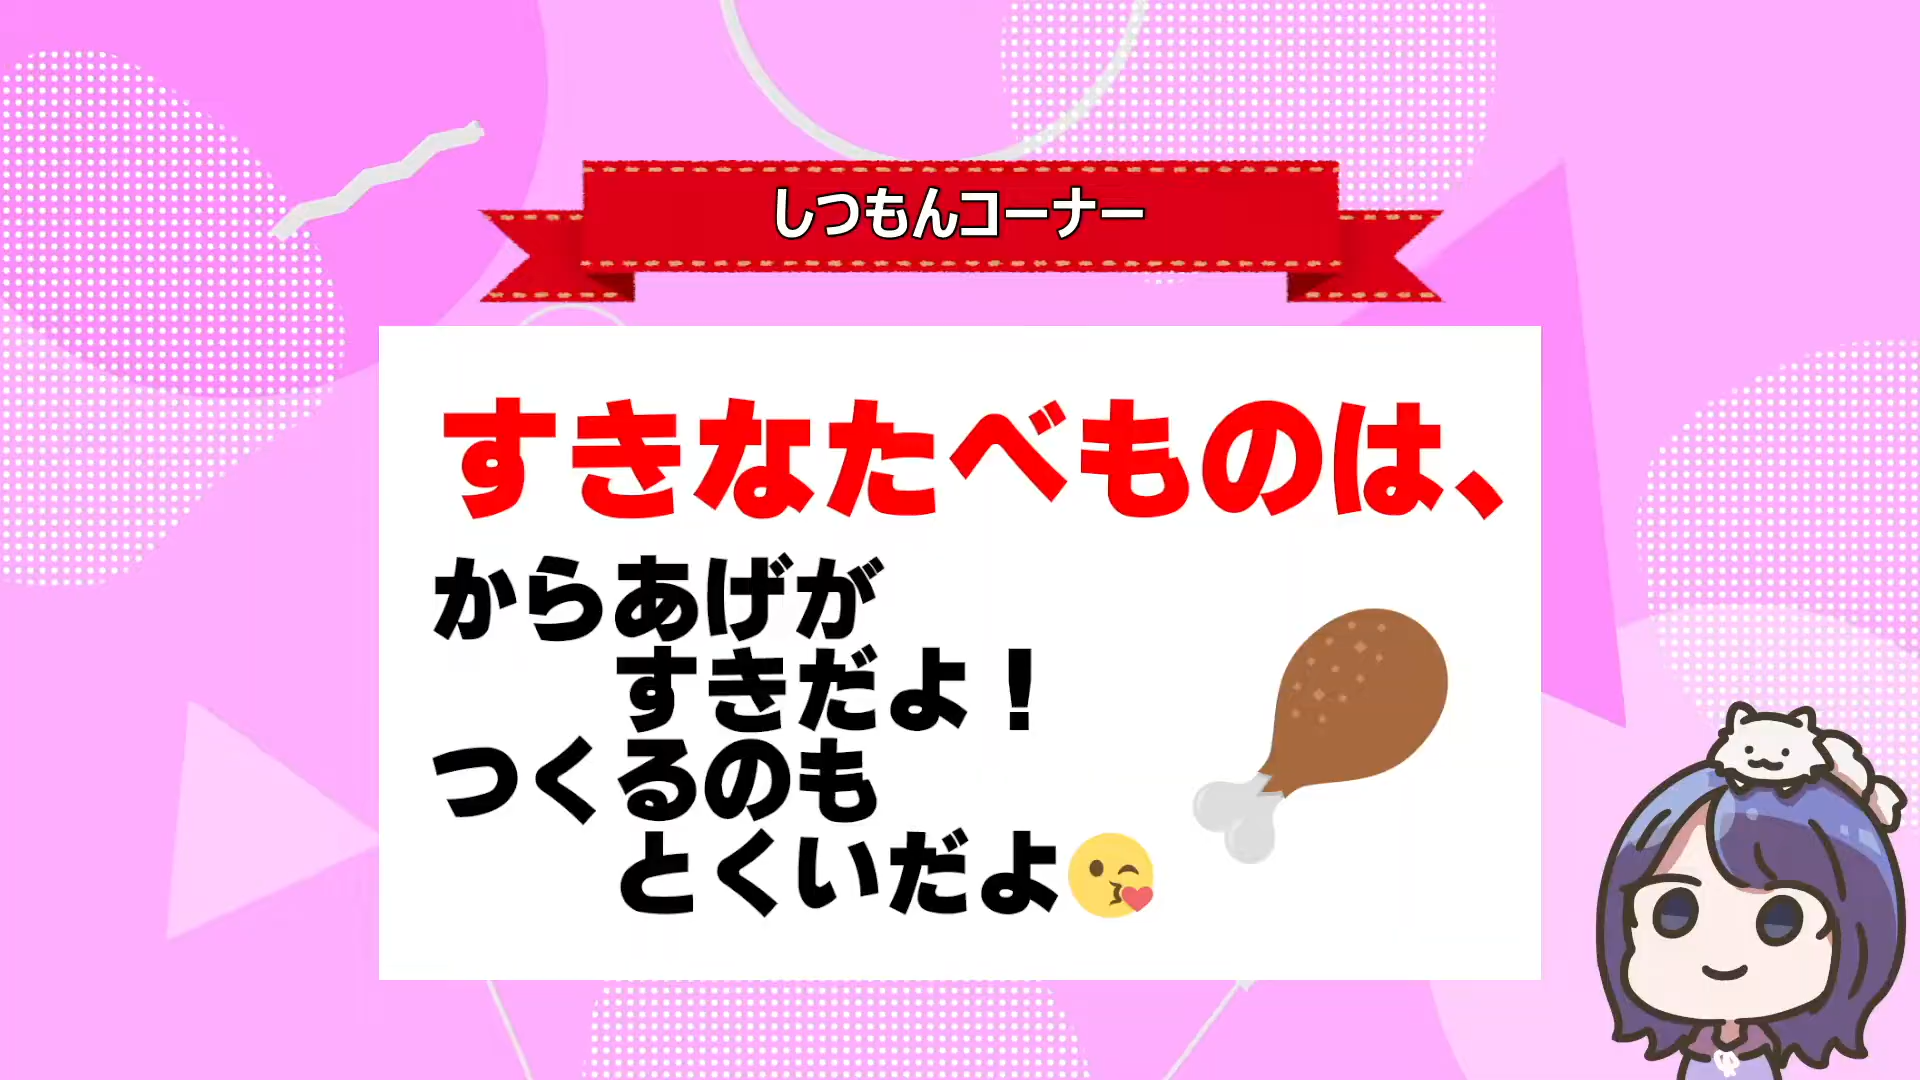 しつもんコーナー
すきなたべものは、
からあげが
すきだよ！
つくるのも
とくいだよ😘